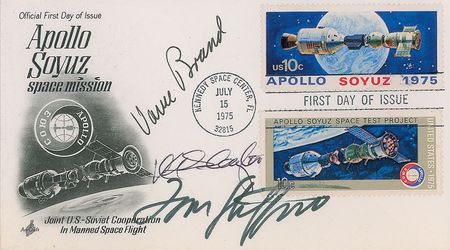 Official First Day of Issue
Apollo
Soyuz
space mission
СОЮЗ
APOLLO
Joint U.S.-Soviet Cooperation
In Manned Space Flight
Vance Brand
Tom Stafford
KENNEDY SPACE CENTER, FL
JULY
15
1975
32815
FIRST DAY OF ISSUE
US 10c
APOLLO SOYUZ 1975
APOLLO SOYUZ SPACE TEST PROJECT
UNITED STATES · 1975
10c